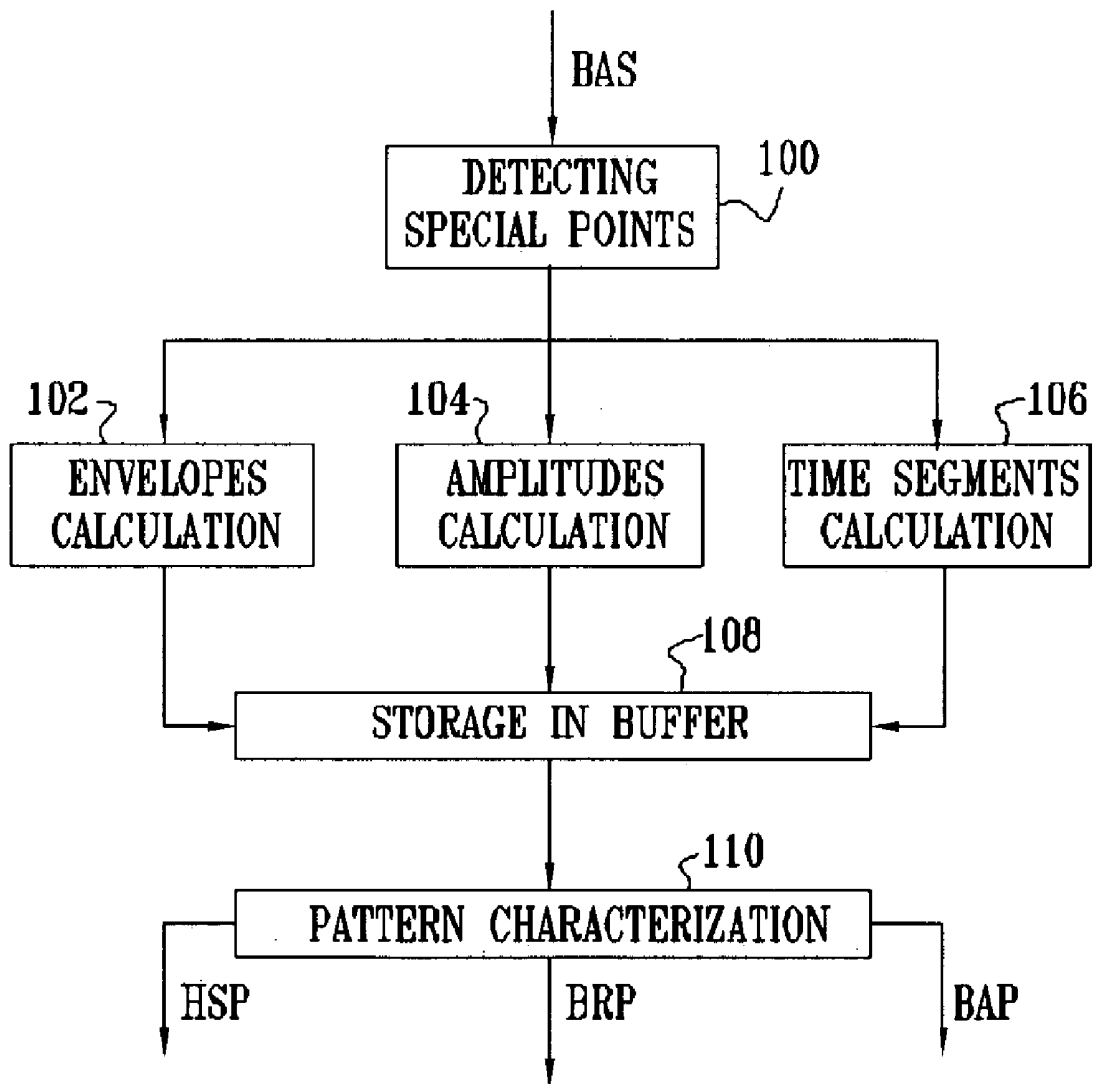 BAS
DETECTING
SPECIAL POINTS
100
102
ENVELOPES
CALCULATION
104
AMPLITUDES
CALCULATION
106
TIME SEGMENTS
CALCULATION
108
STORAGE IN BUFFER
110
PATTERN CHARACTERIZATION
HSP
BRP
BAP